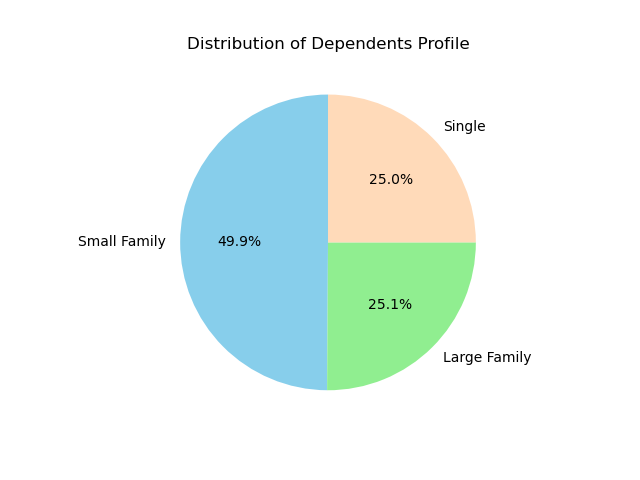 Distribution of Dependents Profile
Single
25.0%
Small Family
49.9%
25.1%
Large Family